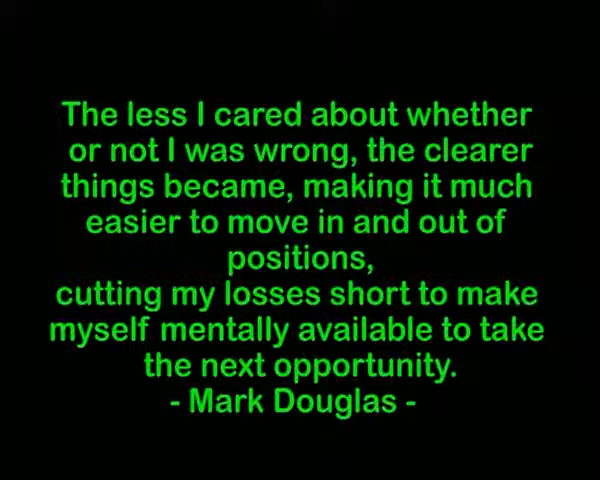 The less I cared about whether
or not I was wrong, the clearer
things became, making it much
easier to move in and out of
positions,
cutting my losses short to make
myself mentally available to take
the next opportunity.
- Mark Douglas -